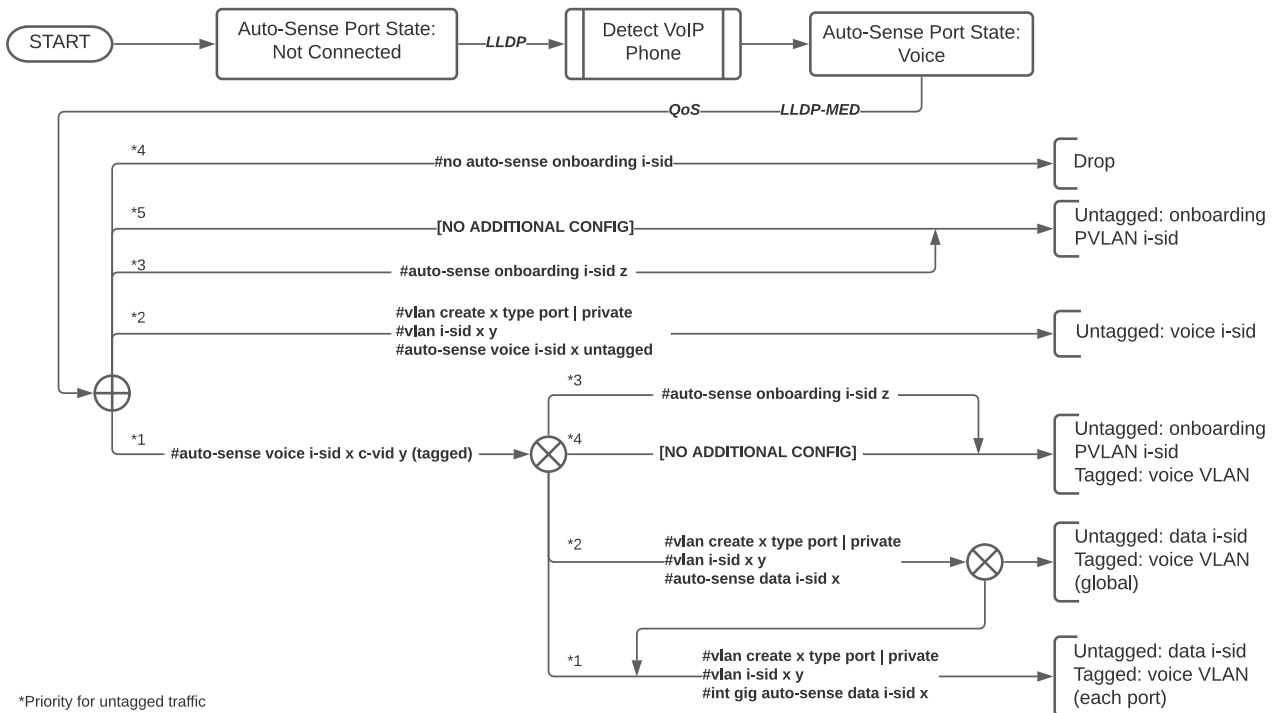 START
Auto-Sense Port State:
Not Connected
LLDP
Detect VoIP
Phone
Auto-Sense Port State:
Voice
QoS
LLDP-MED
*4
#no auto-sense onboarding i-sid
Drop
*5
[NO ADDITIONAL CONFIG]
Untagged: onboarding
PVLAN i-sid
*3
#auto-sense onboarding i-sid z
*2
#vlan create x type port | private
#vlan i-sid x y
#auto-sense voice i-sid x untagged
Untagged: voice i-sid
*1
#auto-sense voice i-sid x c-vid y (tagged)
*3
#auto-sense onboarding i-sid z
*4
[NO ADDITIONAL CONFIG]
Untagged: onboarding
PVLAN i-sid
Tagged: voice VLAN
*2
#vlan create x type port | private
#vlan i-sid x y
#auto-sense data i-sid x
Untagged: data i-sid
Tagged: voice VLAN
(global)
*1
#vlan create x type port | private
#vlan i-sid x y
#int gig auto-sense data i-sid x
Untagged: data i-sid
Tagged: voice VLAN
(each port)
*Priority for untagged traffic